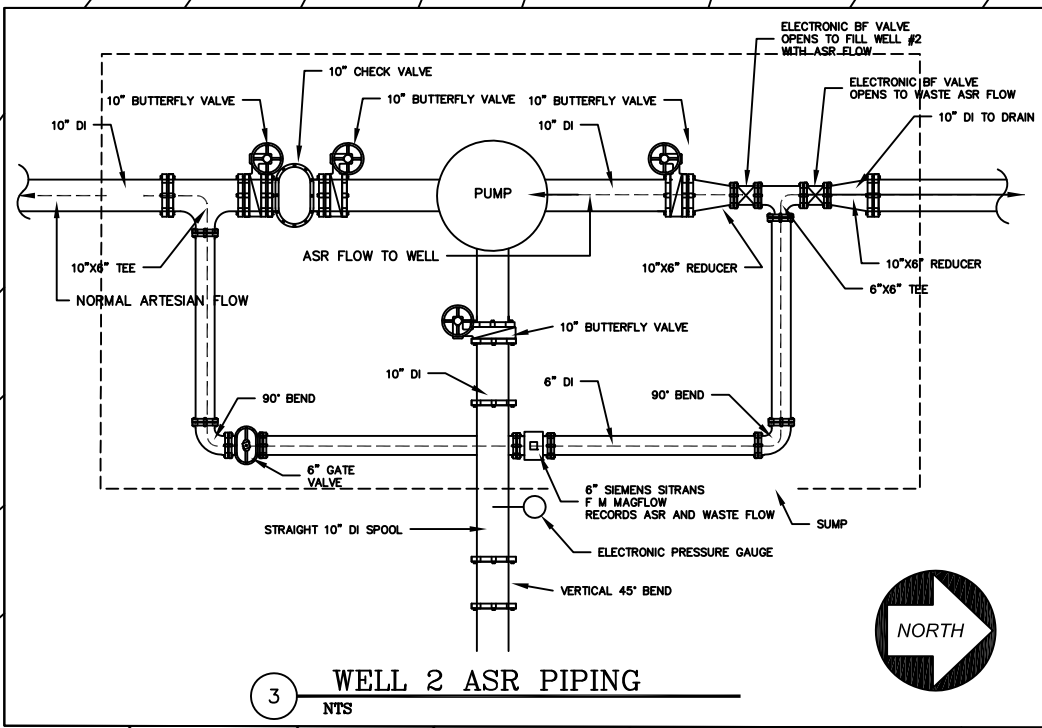 ELECTRONIC BF VALVE
OPENS TO FILL WELL #2
WITH ASR FLOW
10" CHECK VALVE
ELECTRONIC BF VALVE
OPENS TO WASTE ASR FLOW
10" BUTTERFLY VALVE
10" BUTTERFLY VALVE
10" BUTTERFLY VALVE
10" DI
10" DI
10" DI TO DRAIN
PUMP
ASR FLOW TO WELL
10"X6" TEE
10"X6" REDUCER
10"X6" REDUCER
6"X6" TEE
NORMAL ARTESIAN FLOW
10" BUTTERFLY VALVE
10" DI
6" DI
90° BEND
90° BEND
6" GATE
VALVE
6" SIEMENS SITRANS
F M MAGFLOW
RECORDS ASR AND WASTE FLOW
STRAIGHT 10" DI SPOOL
SUMP
ELECTRONIC PRESSURE GAUGE
VERTICAL 45° BEND
NORTH
3
WELL 2 ASR PIPING
NTS